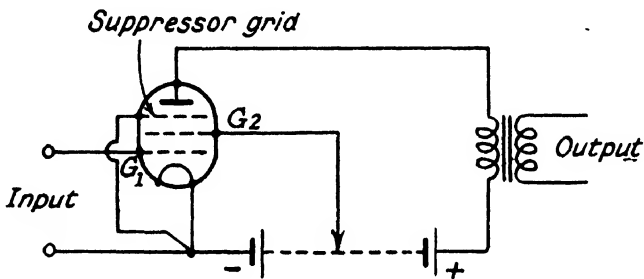 Suppressor grid
G2
G1
Input
Output
- +